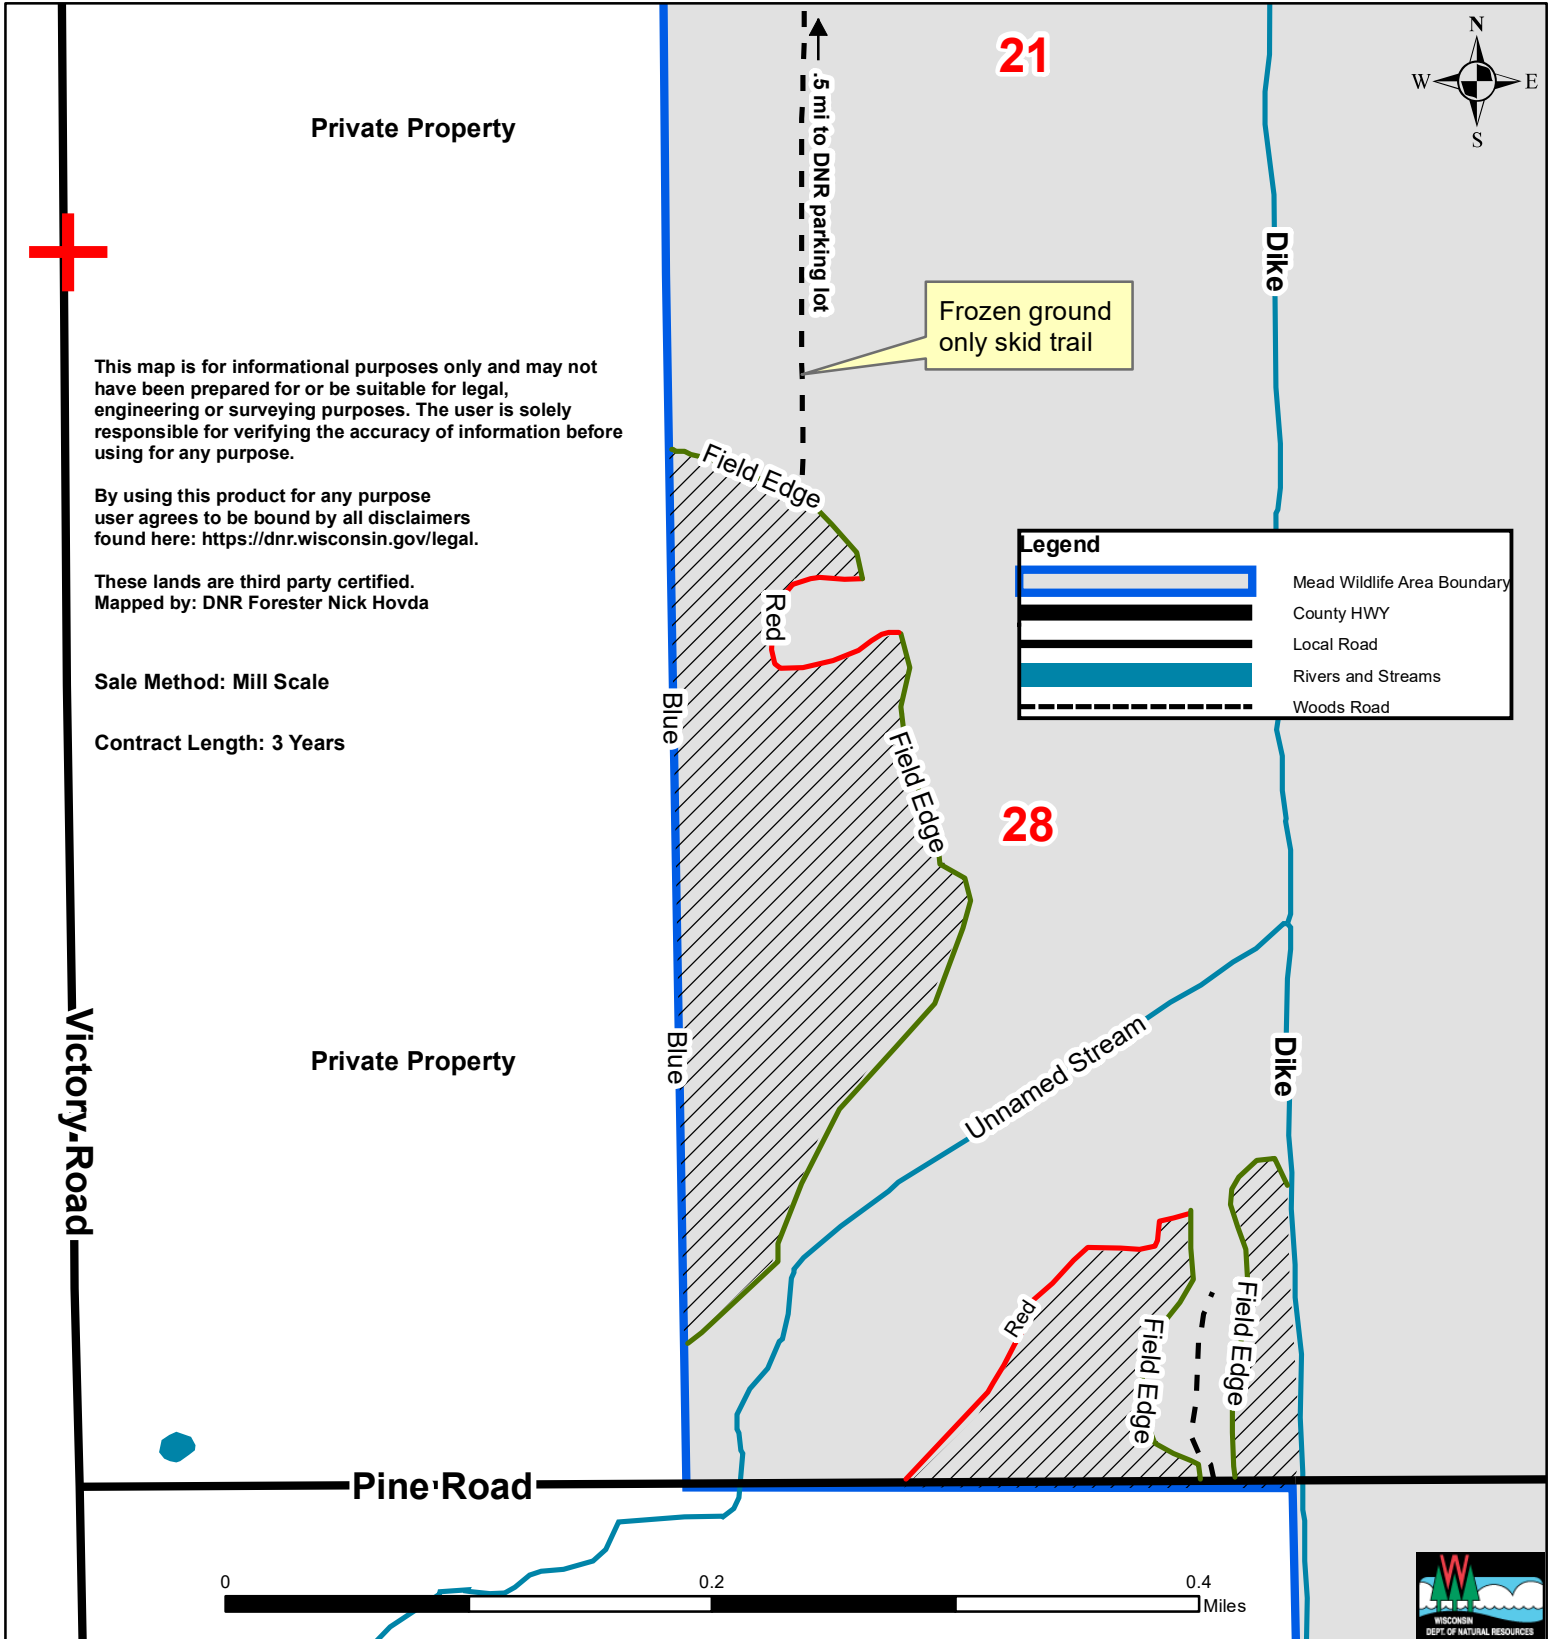 21
N
W E
S
Private Property
.5 mi to DNR parking lot
Dike
Frozen ground
only skid trail
This map is for informational purposes only and may not
have been prepared for or be suitable for legal,
engineering or surveying purposes. The user is solely
responsible for verifying the accuracy of information before
using for any purpose.
By using this product for any purpose
user agrees to be bound by all disclaimers
found here: https://dnr.wisconsin.gov/legal.
These lands are third party certified.
Mapped by: DNR Forester Nick Hovda
Sale Method: Mill Scale
Contract Length: 3 Years
Field Edge
Red
Blue
Field Edge
Legend
Mead Wildlife Area Boundary
County HWY
Local Road
Rivers and Streams
Woods Road
28
Victory Road
Private Property
Blue
Unnamed Stream
Dike
Red
Field Edge
Field Edge
Pine Road
0 0.2 0.4
Miles
W
WISCONSIN
DEPT. OF NATURAL RESOURCES